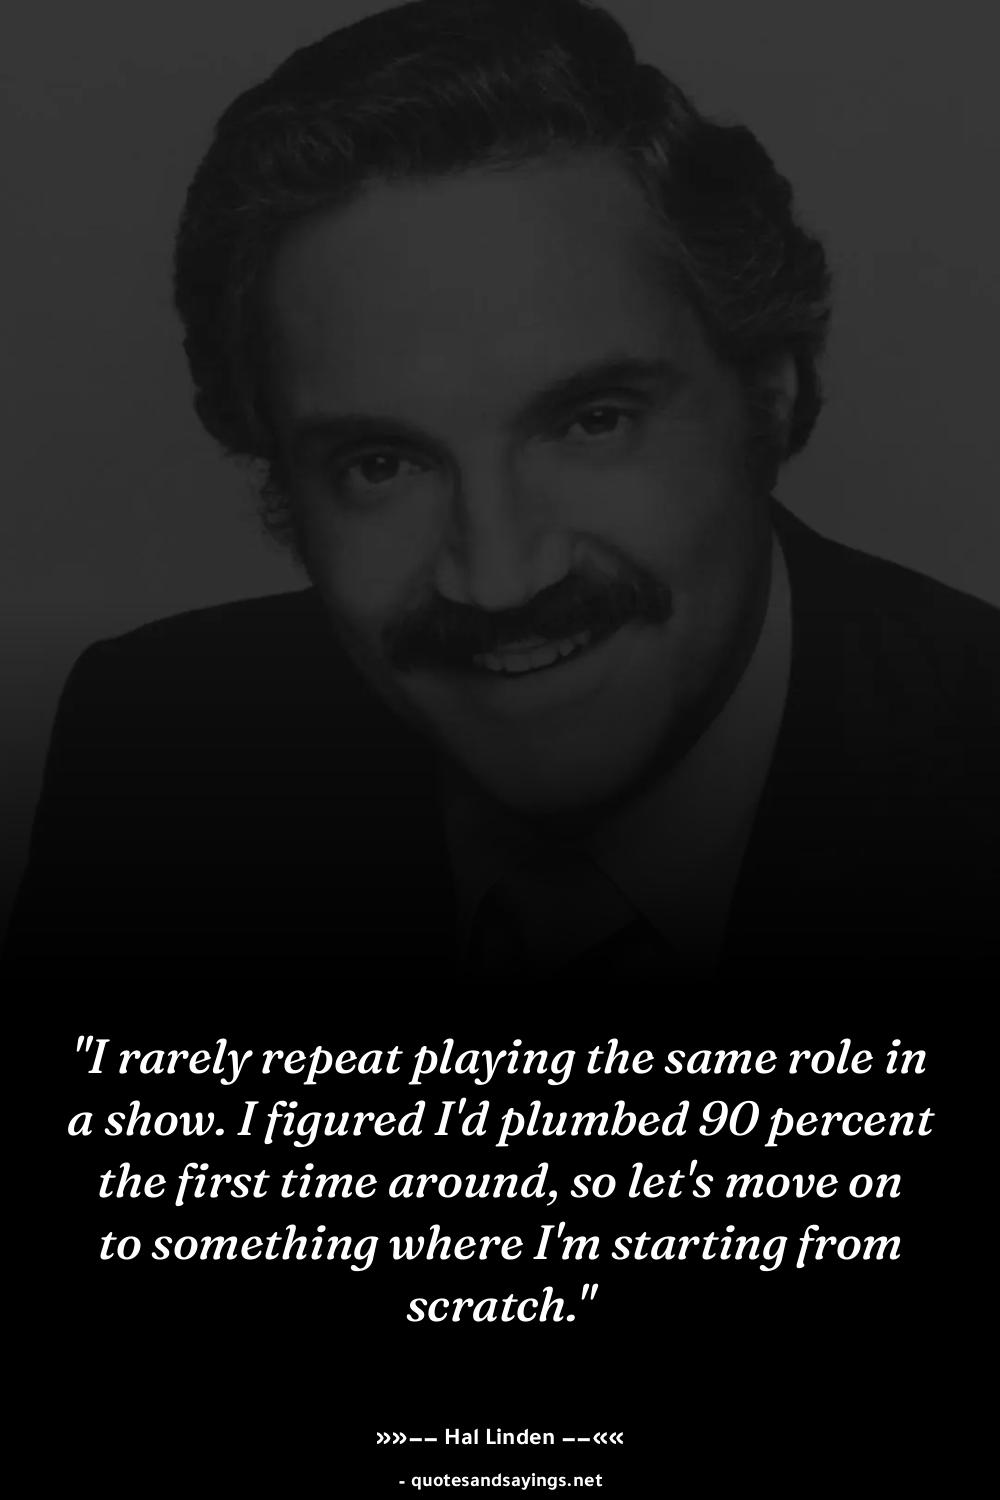 "I rarely repeat playing the same role in
a show. I figured I'd plumbed 90 percent
the first time around, so let's move on
to something where I'm starting from
scratch."
»»—— Hal Linden ——««
- quotesandsayings.net